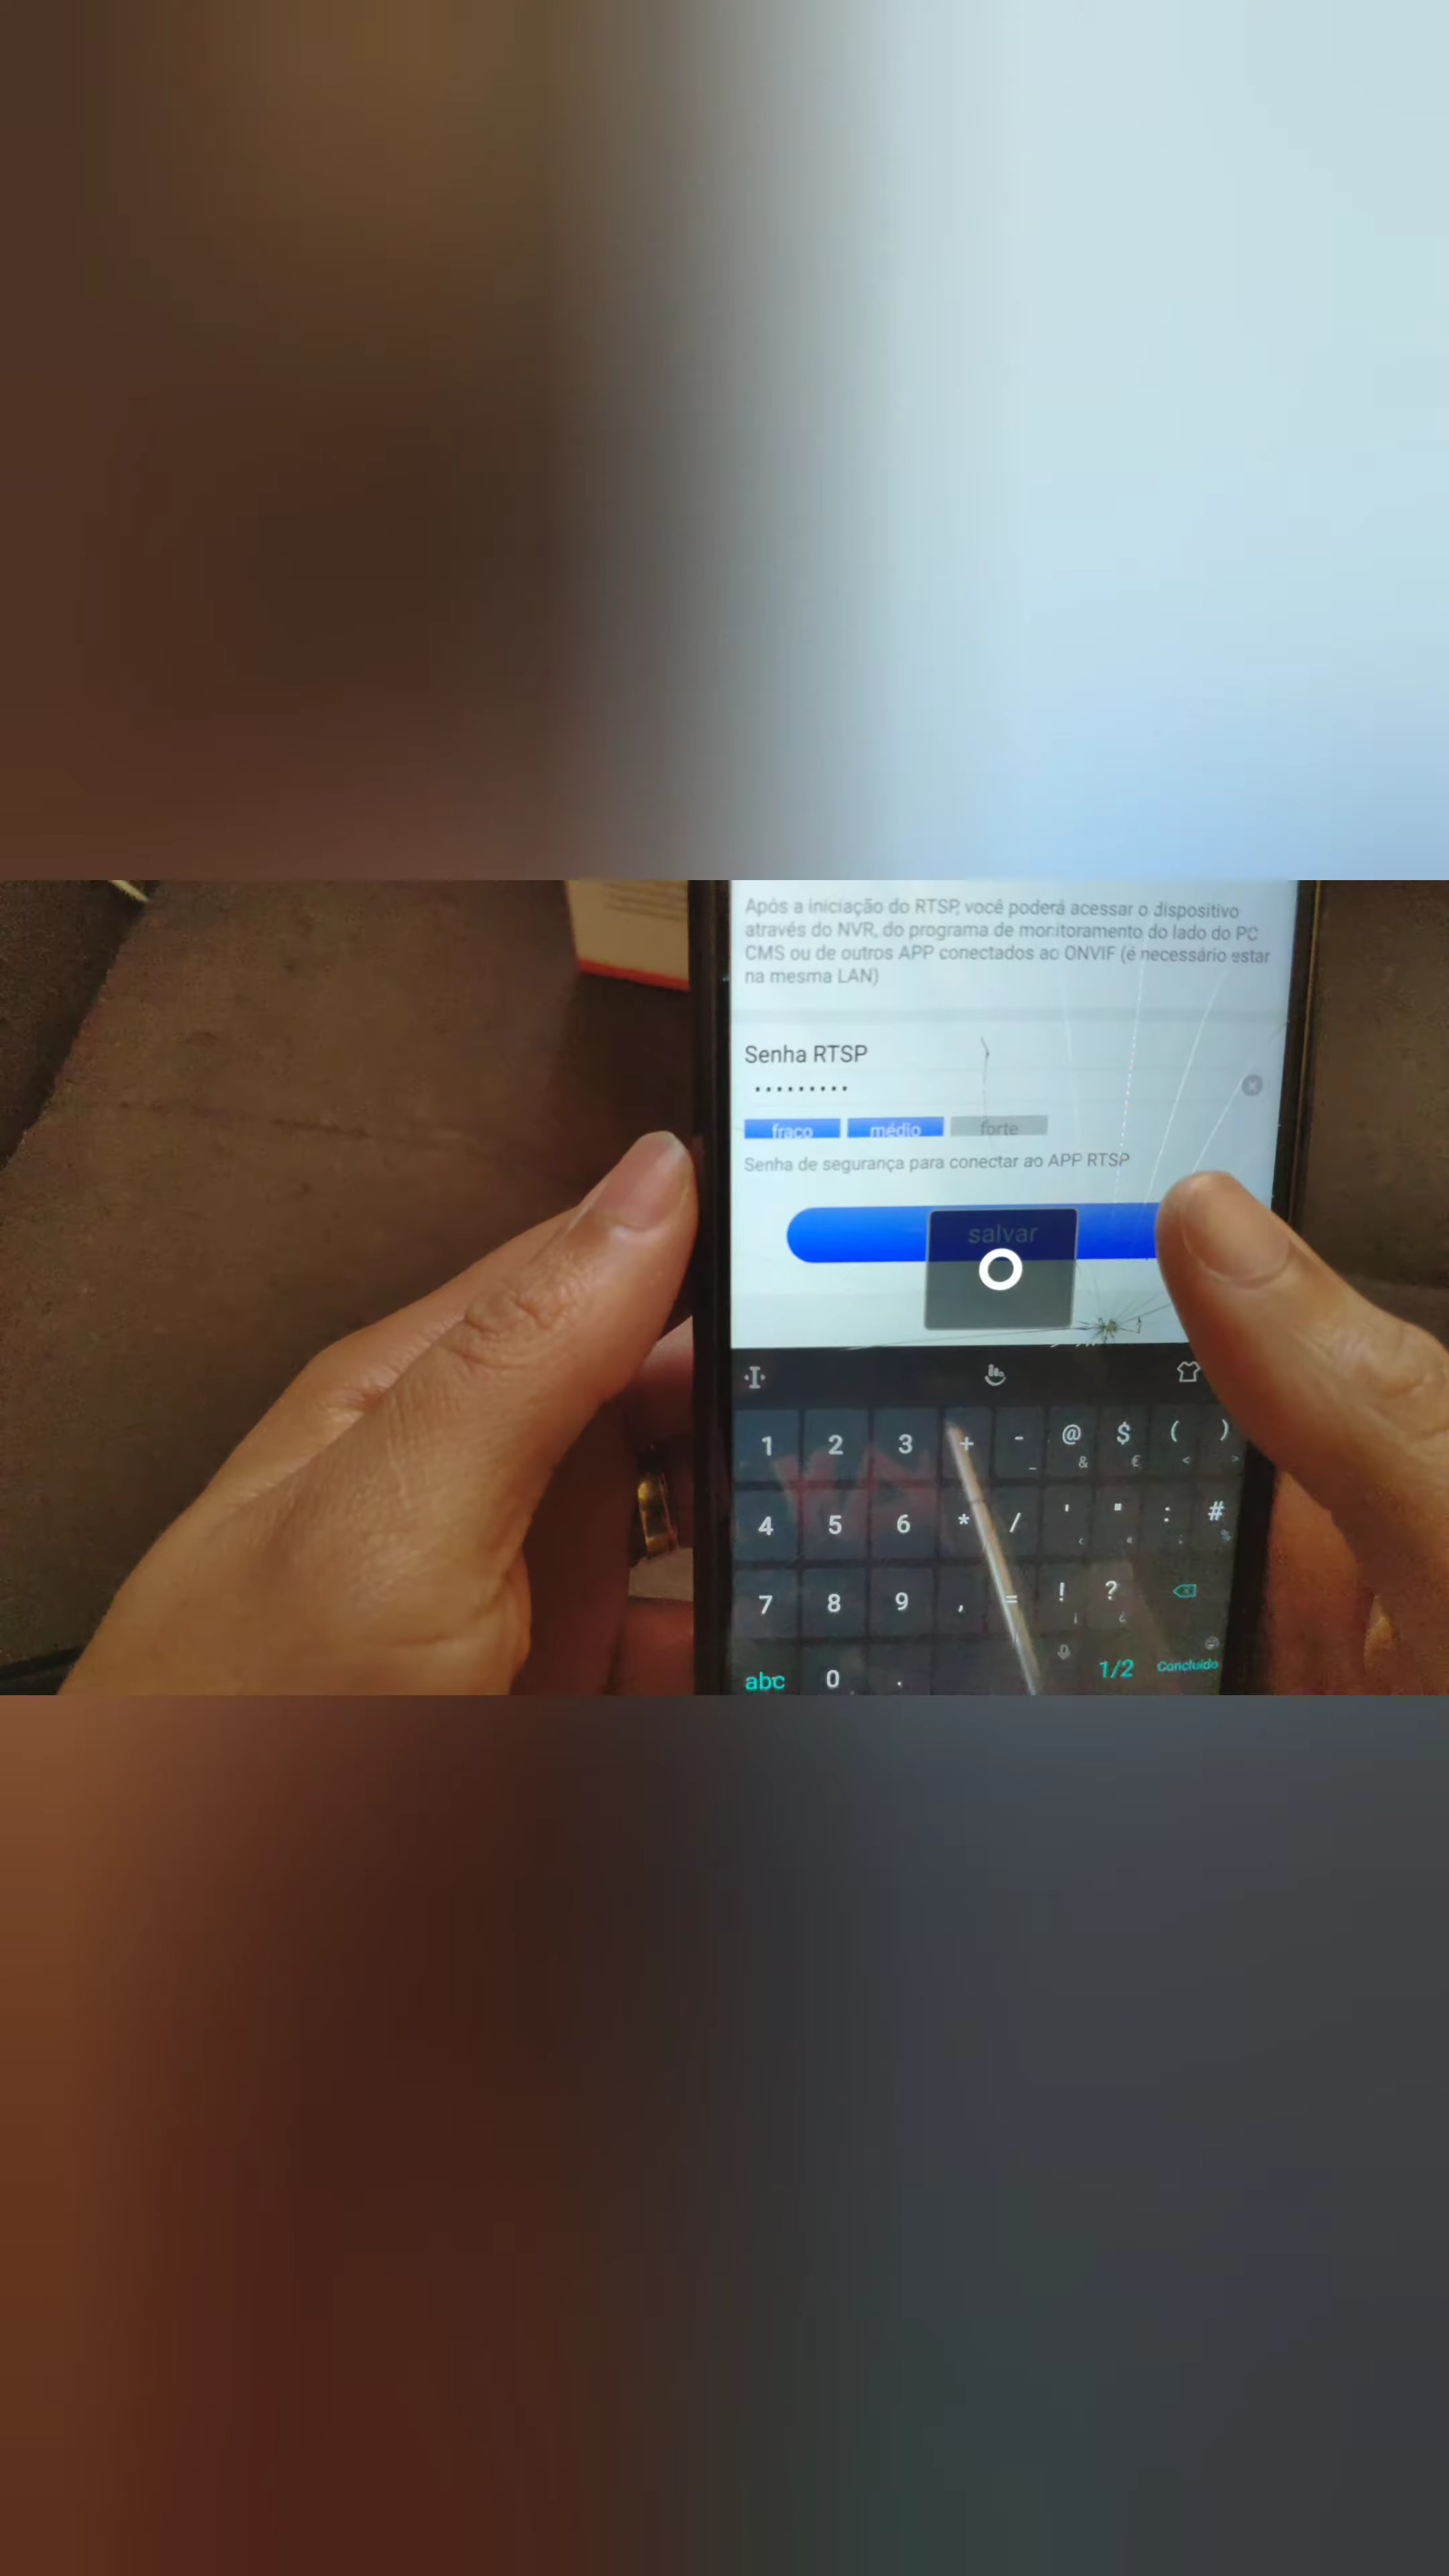 Após a iniciação do RTSP, você poderá acessar o dispositivo
através do NVR, do programa de monitoramento do lado do PC
CMS ou de outros APP conectados ao ONVIF (é necessário estar
na mesma LAN)
Senha RTSP
•••••••••
fraco médio forte
Senha de segurança para conectar ao APP RTSP
salvar
1 2 3 + - @ $ ( )
_ & € < >
4 5 6 * / ' " : #
7 8 9 , = ! ?
¡ ¿
abc 0 . 1/2 Concluído